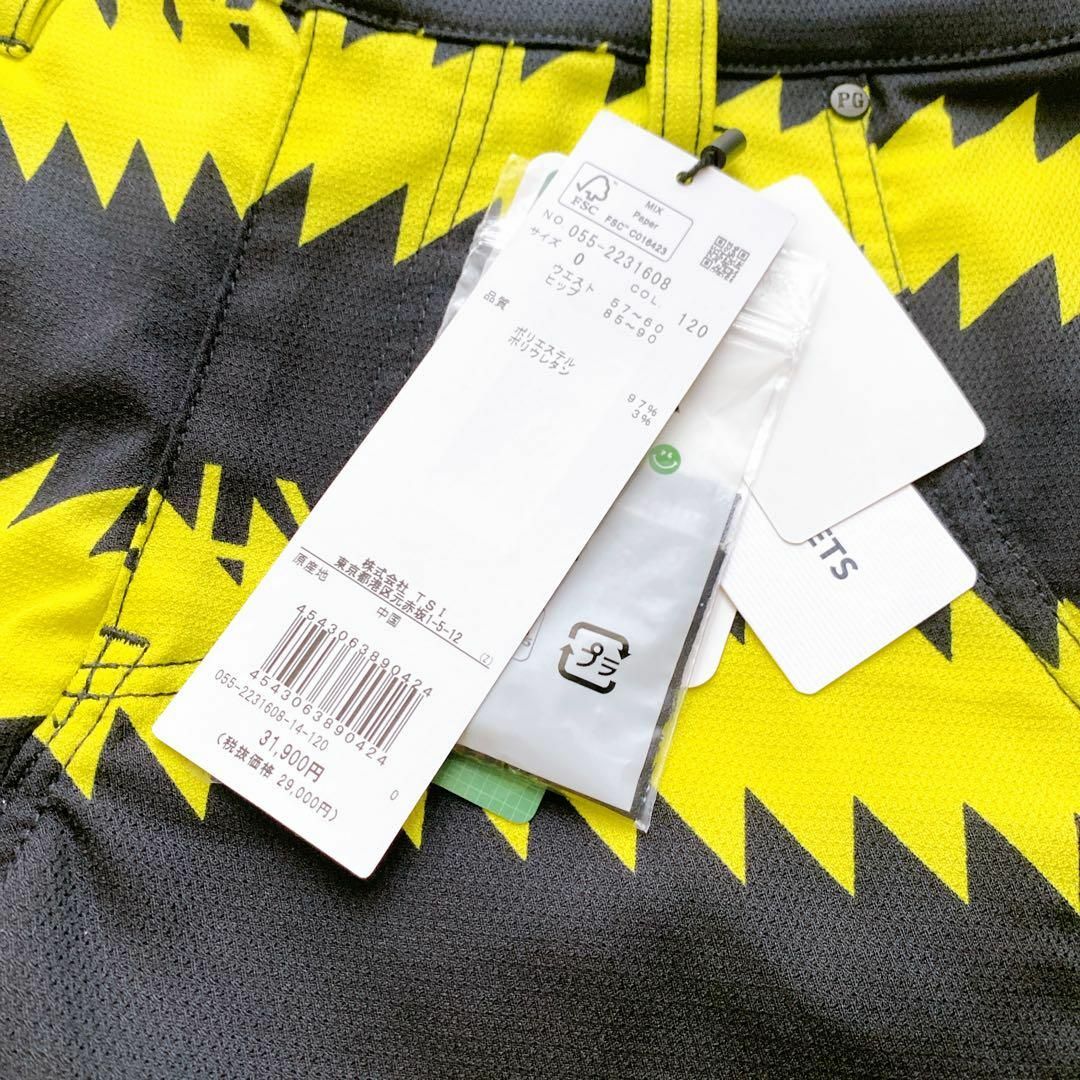 PG
MIX
Paper
FSC™ C016423
FSC
NO 055-2231608
サイズ 0 COL. 120
ウエスト 57～60
ヒップ 85～90
品質
ポリエステル 97%
ポリウレタン 3%
株式会社 TSI
東京都港区元赤坂1-5-12
原産地 中国 (2)
4543063890424
4543063890424
055-2231608-14-120
31,900円
(税抜価格 29,000円)
0
プラ
ETS